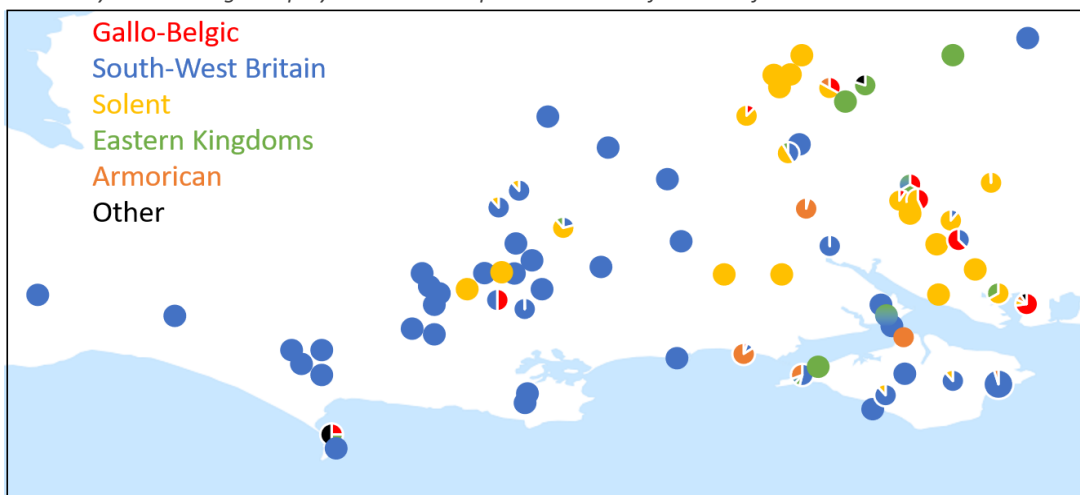 Gallo-Belgic
South-West Britain
Solent
Eastern Kingdoms
Armorican
Other